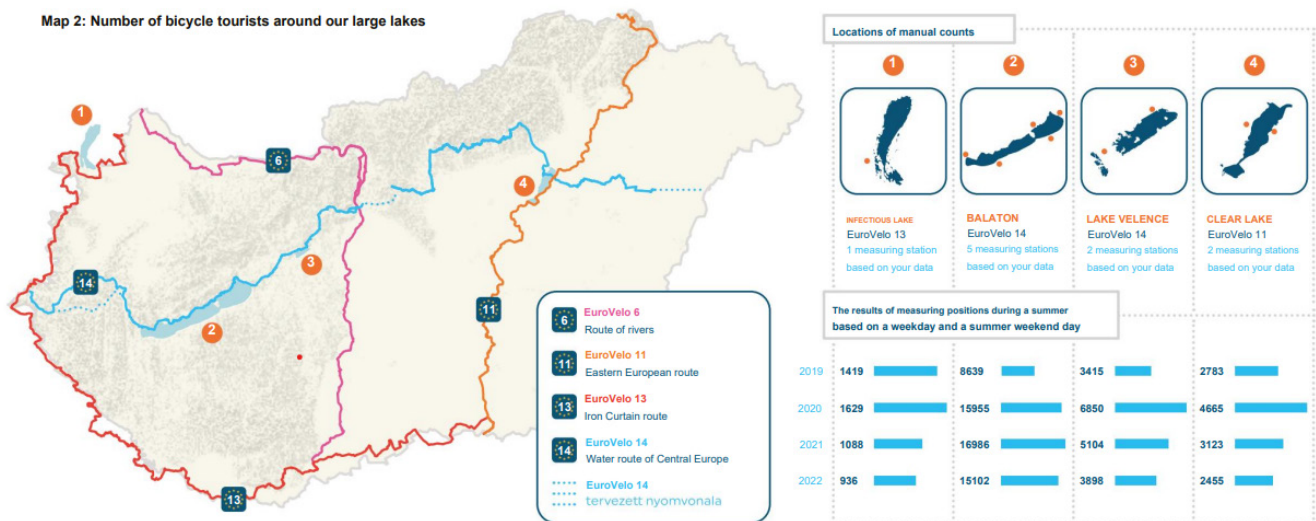 Map 2: Number of bicycle tourists around our large lakes
1
6
4
3
14
2
11
13
6
EuroVelo 6
Route of rivers
11
EuroVelo 11
Eastern European route
13
EuroVelo 13
Iron Curtain route
14
EuroVelo 14
Water route of Central Europe
EuroVelo 14
tervezett nyomvonala
Locations of manual counts
1
2
3
4
INFECTIOUS LAKE
EuroVelo 13
1 measuring station
based on your data
BALATON
EuroVelo 14
5 measuring stations
based on your data
LAKE VELENCE
EuroVelo 14
2 measuring stations
based on your data
CLEAR LAKE
EuroVelo 11
2 measuring stations
based on your data
The results of measuring positions during a summer
based on a weekday and a summer weekend day
2019 1419 8639 3415 2783
2020 1629 15955 6850 4665
2021 1088 16986 5104 3123
2022 936 15102 3898 2455